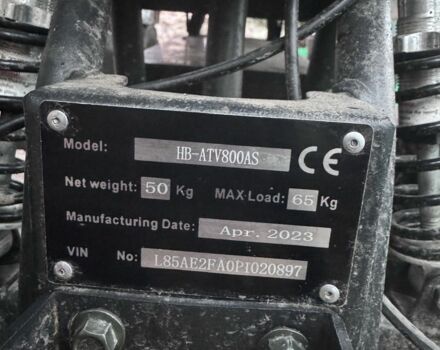 Model: HB-ATV800AS CE
Net weight: 50 Kg MAX Load: 65 Kg
Manufacturing Date: Apr. 2023
VIN No: L85AE2FA0PI020897